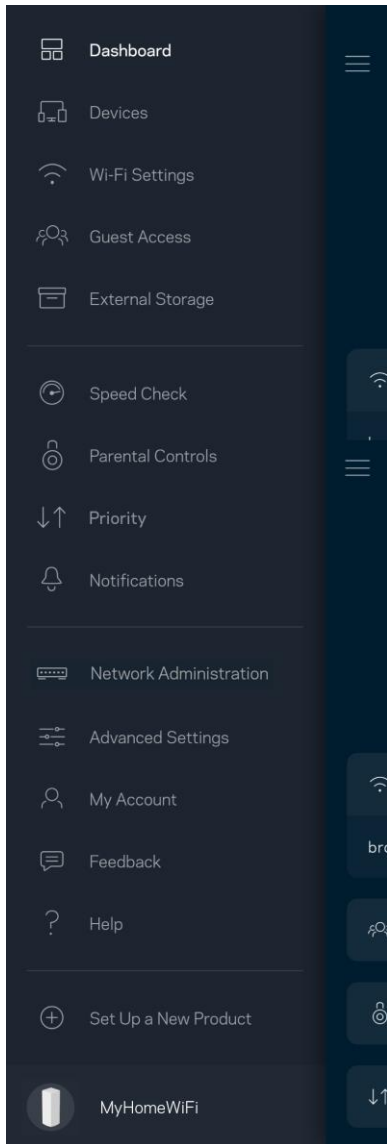 Dashboard
Devices
Wi-Fi Settings
Guest Access
External Storage
Speed Check
Parental Controls
Priority
Notifications
Network Administration
Advanced Settings
My Account
Feedback
Help
Set Up a New Product
MyHomeWiFi
bro